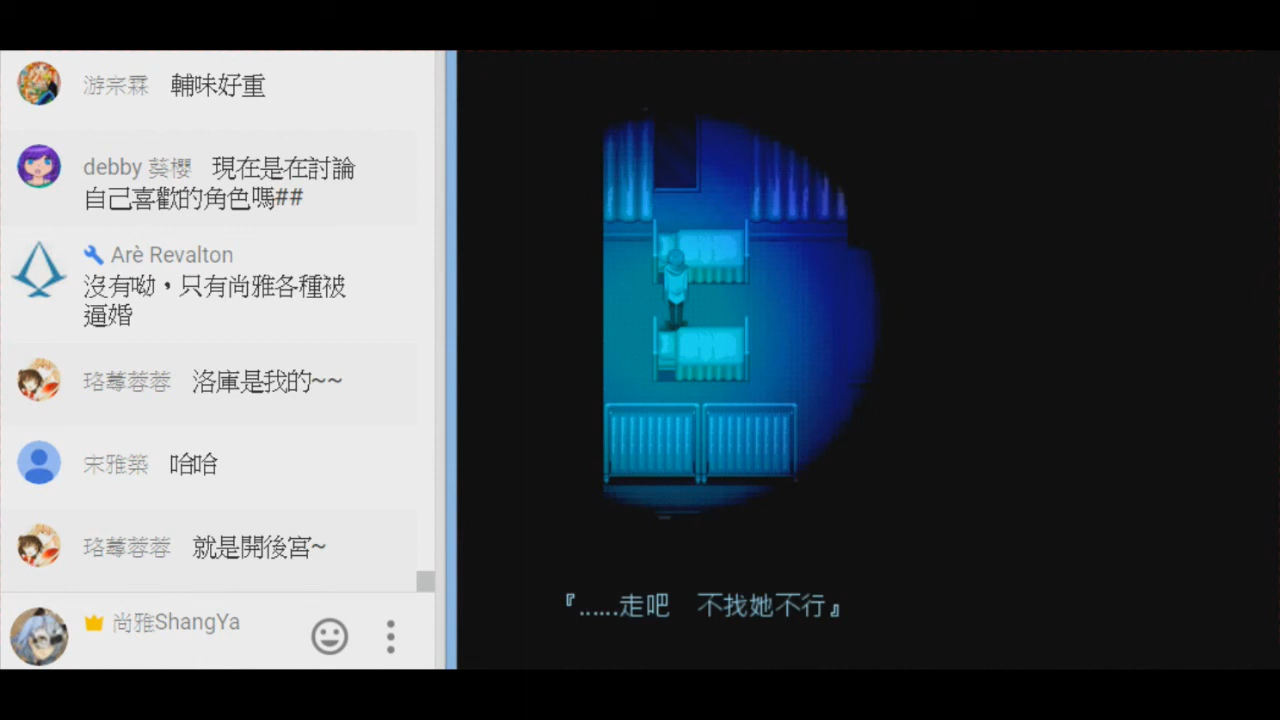 游宗霖 輔味好重
debby 葵櫻 現在是在討論
自己喜歡的角色嗎##
Arè Revalton
沒有呦，只有尚雅各種被
逼婚
珞蓴蓉蓉 洛庫是我的~~
宋雅築 哈哈
珞蓴蓉蓉 就是開後宮~
尚雅ShangYa
『......走吧　不找她不行』